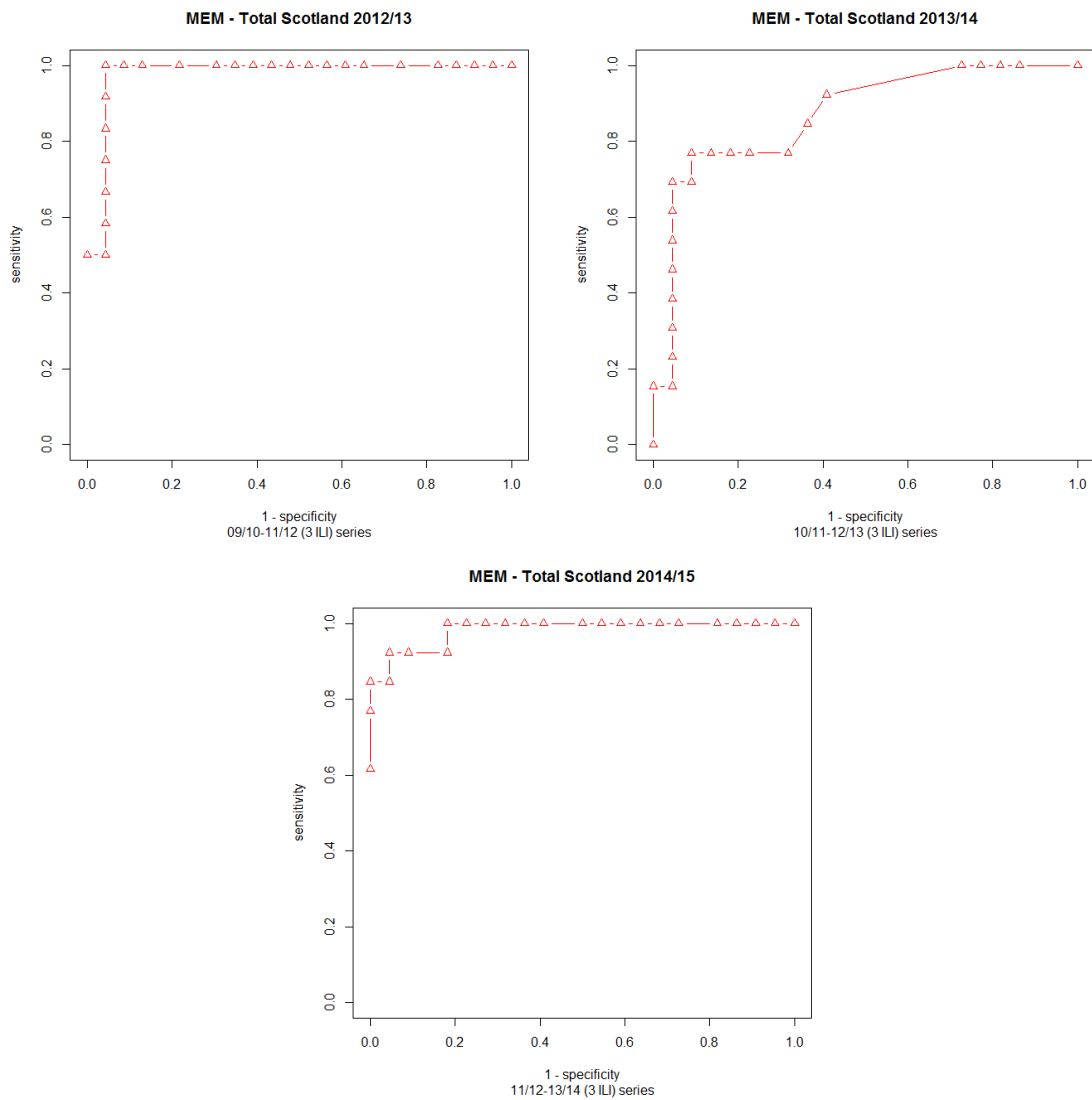 MEM - Total Scotland 2012/13
sensitivity
1.0
0.8
0.6
0.4
0.2
0.0
0.0 0.2 0.4 0.6 0.8 1.0
1 - specificity
09/10-11/12 (3 ILI) series
MEM - Total Scotland 2013/14
sensitivity
1.0
0.8
0.6
0.4
0.2
0.0
0.0 0.2 0.4 0.6 0.8 1.0
1 - specificity
10/11-12/13 (3 ILI) series
MEM - Total Scotland 2014/15
sensitivity
1.0
0.8
0.6
0.4
0.2
0.0
0.0 0.2 0.4 0.6 0.8 1.0
1 - specificity
11/12-13/14 (3 ILI) series